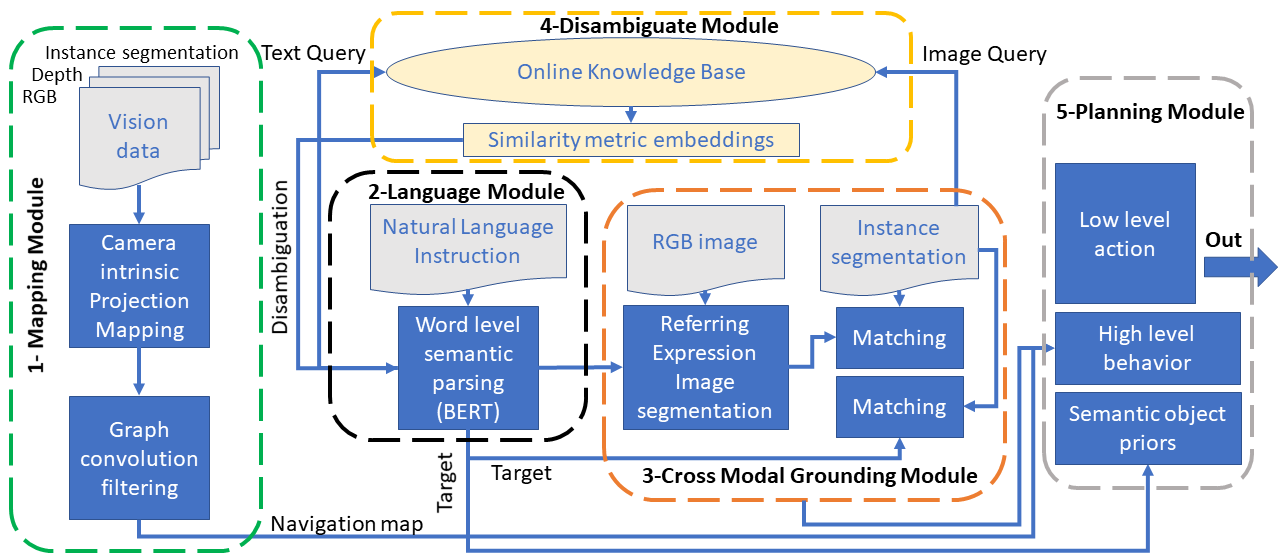 4-Disambiguate Module
Instance segmentation
Depth
RGB
Text Query
Image Query
Online Knowledge Base
Similarity metric embeddings
Vision
data
1- Mapping Module
Camera
intrinsic
Projection
Mapping
Graph
convolution
filtering
Navigation map
Disambiguation
2-Language Module
Natural Language
Instruction
Word level
semantic
parsing
(BERT)
Target
Target
RGB image
Instance
segmentation
Referring
Expression
Image
segmentation
Matching
Matching
3-Cross Modal Grounding Module
5-Planning Module
Low level
action
Out
High level
behavior
Semantic object
priors